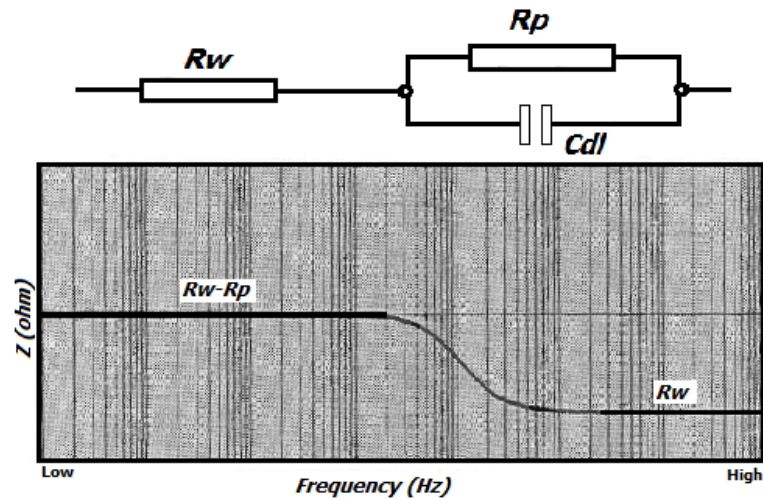 Rp
Rw
Cdl
Rw-Rp
Z (ohm)
Rw
Low
High
Frequency (Hz)